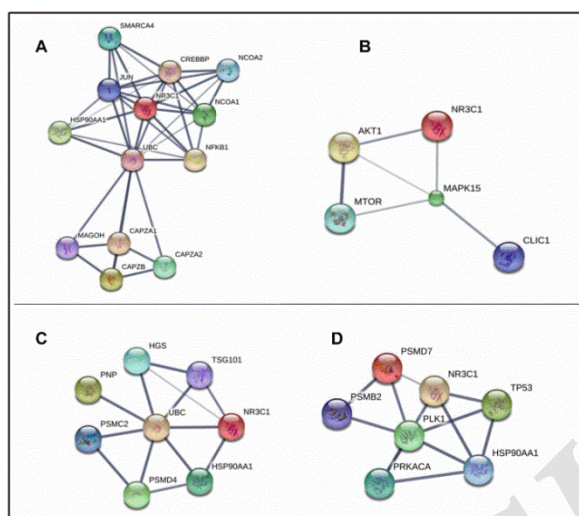 A
SMARCA4
CREBBP
NCOA2
JUN
NR3C1
NCOA1
HSP90AA1
NFKB1
UBC
MAGOH
CAPZA1
CAPZA2
CAPZB
B
NR3C1
AKT1
MTOR
MAPK15
CLIC1
C
HGS
TSG101
PNP
UBC
NR3C1
PSMC2
HSP90AA1
PSMD4
D
PSMD7
NR3C1
TP53
PSMB2
PLK1
HSP90AA1
PRKACA